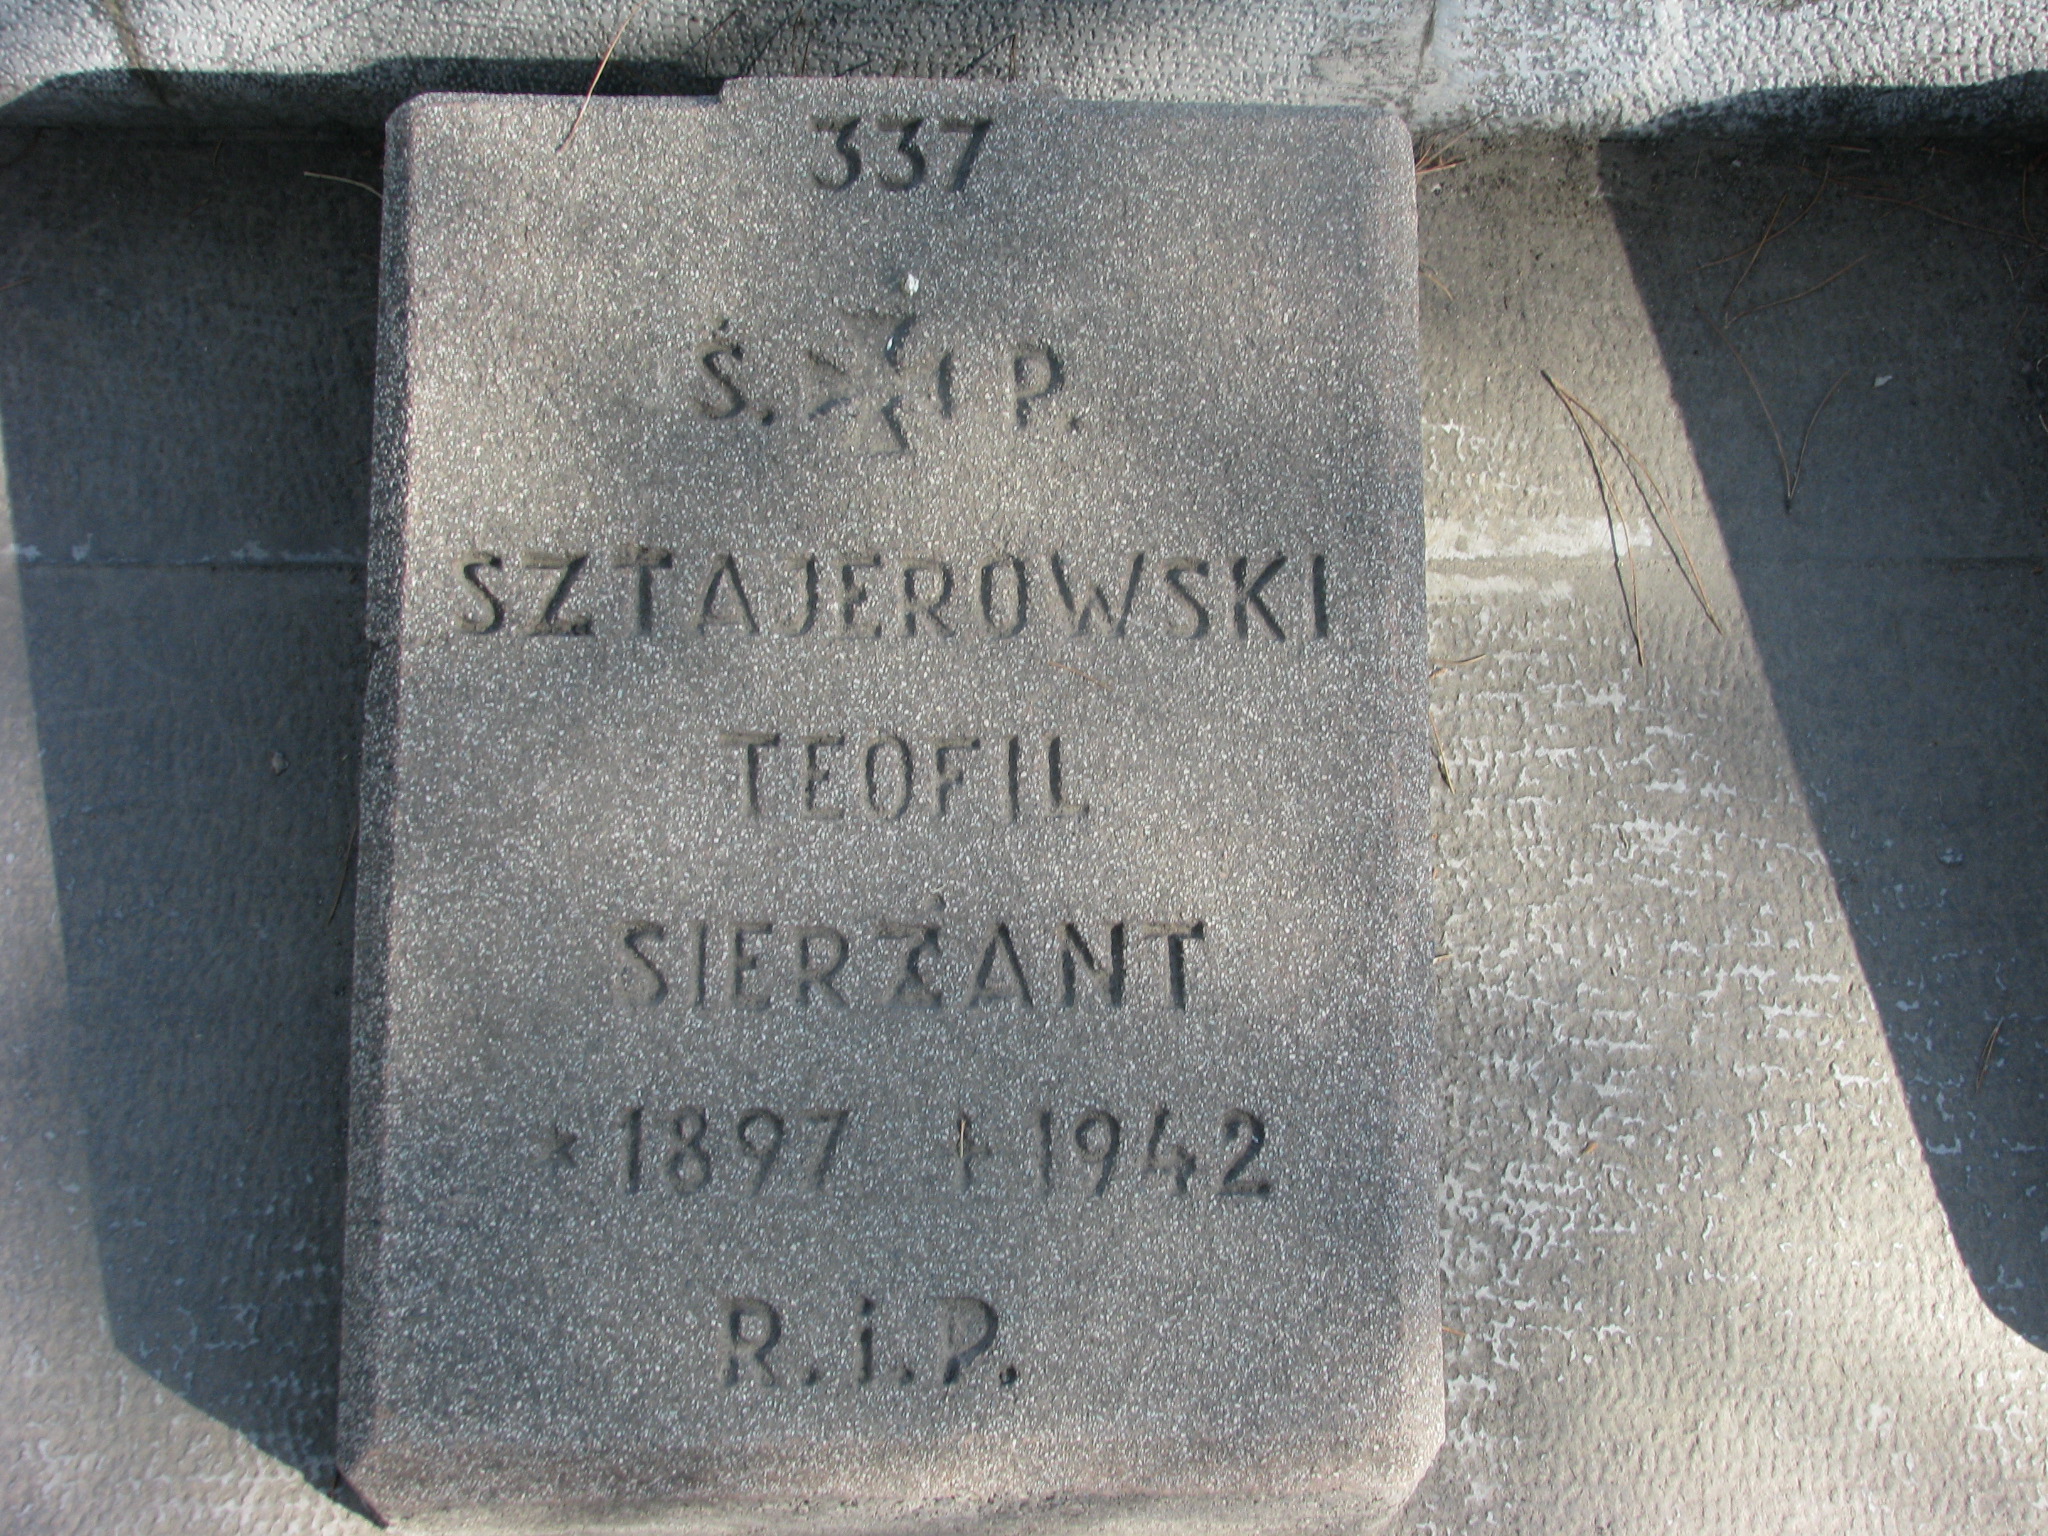 337
Ś. I P.
SZTAJEROWSKI
TEOFIL
SIERŻANT
* 1897 † 1942
R. i. P.